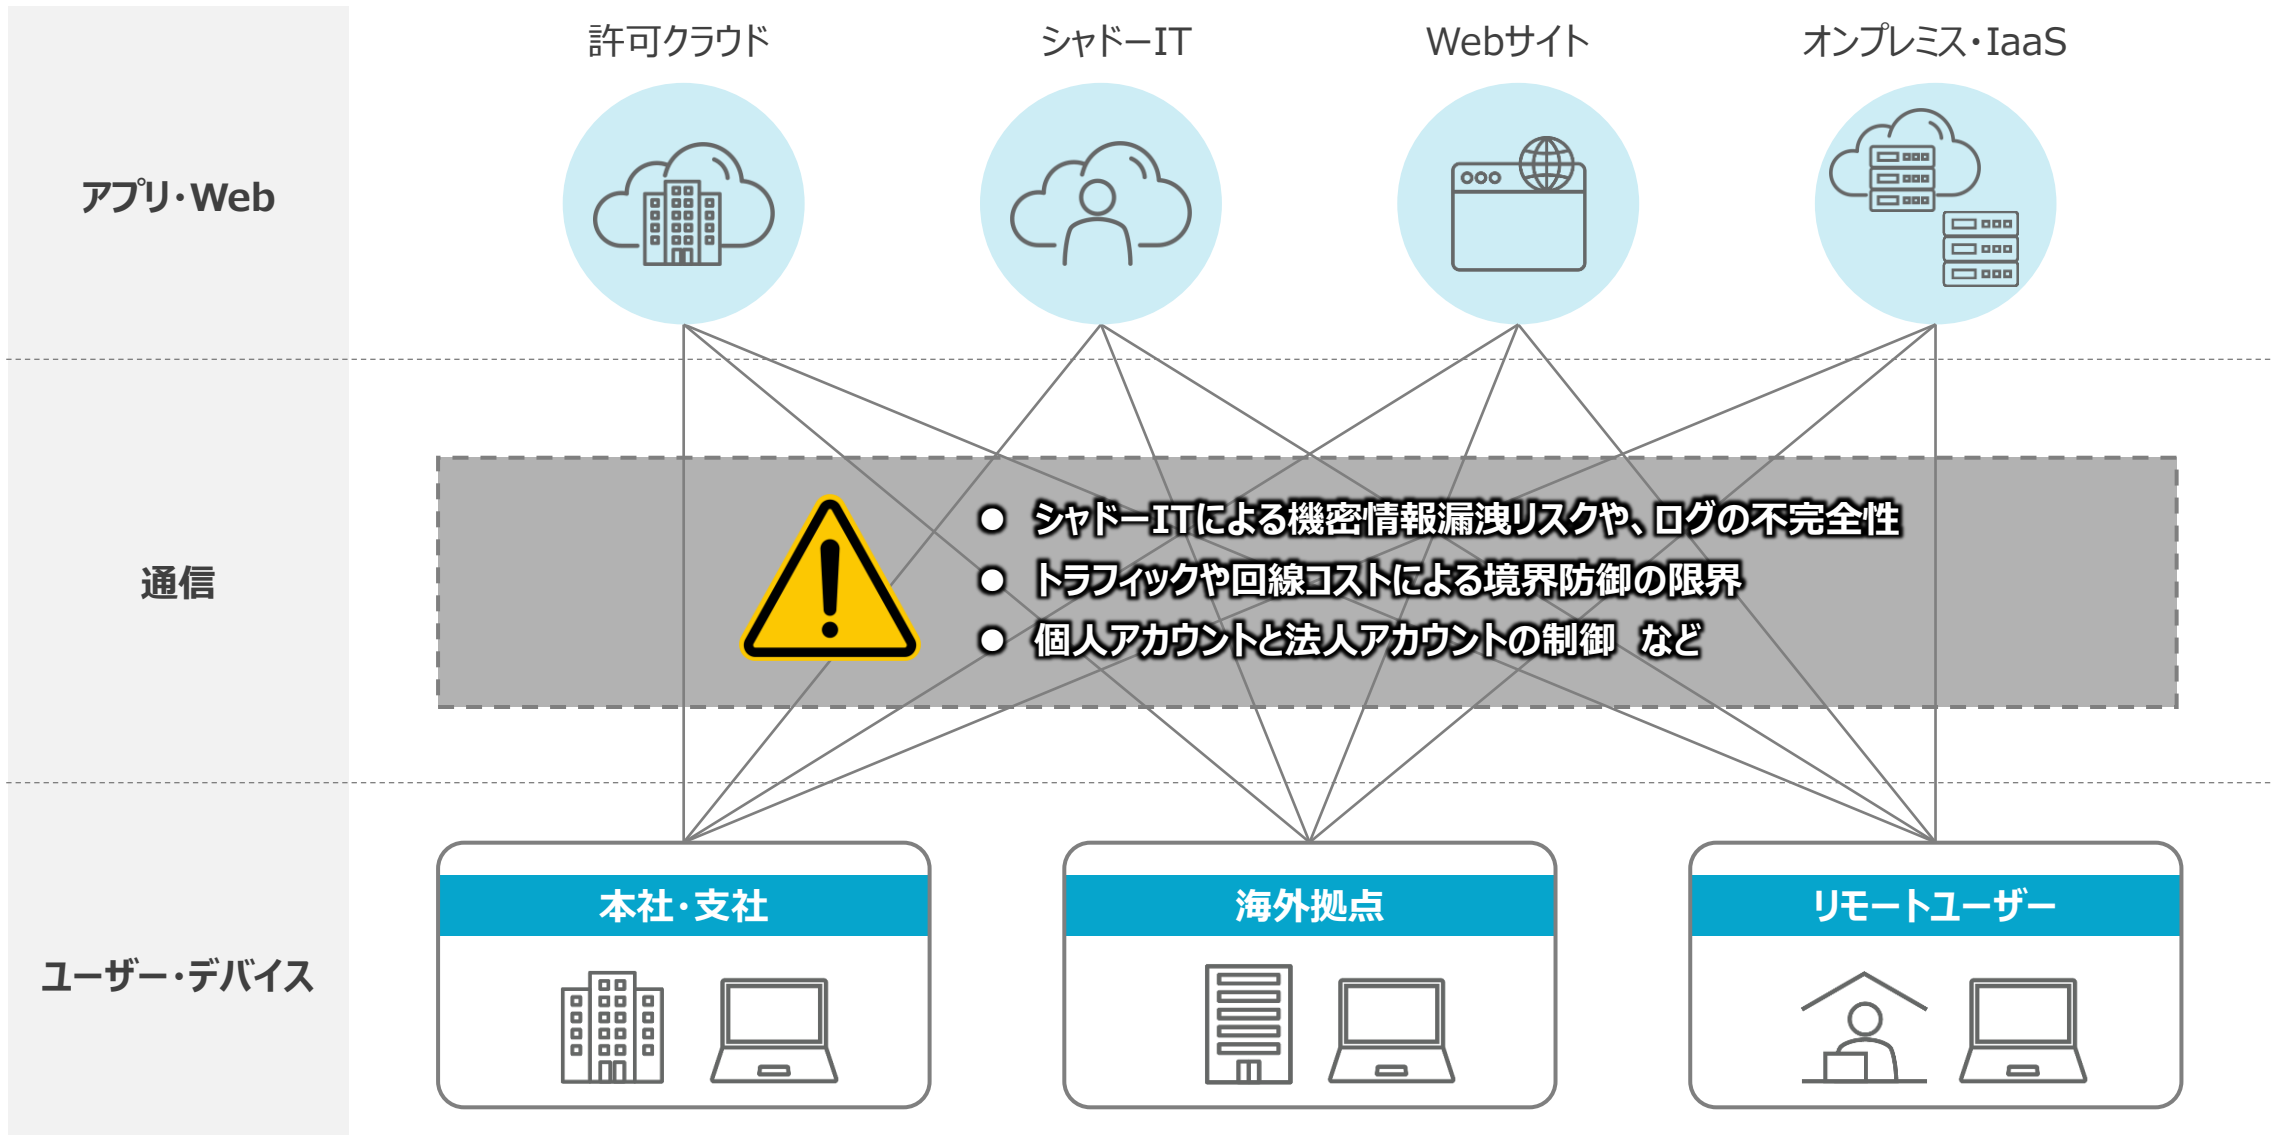 許可クラウド
シャドーIT
Webサイト
オンプレミス・IaaS
アプリ・Web
通信
● シャドーITによる機密情報漏洩リスクや、ログの不完全性
● トラフィックや回線コストによる境界防御の限界
● 個人アカウントと法人アカウントの制御　など
ユーザー・デバイス
本社・支社
海外拠点
リモートユーザー